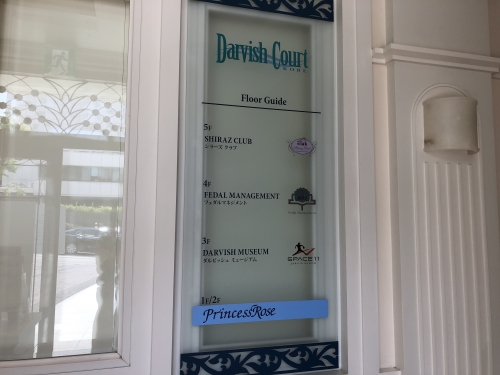 Darvish Court
KOBE
Floor Guide
5F
SHIRAZ CLUB
シラーズ クラブ
4F
FEDAL MANAGEMENT
フェダルマネジメント
3F
DARVISH MUSEUM
ダルビッシュ ミュージアム
SPACE11
1F/2F
PrincessRose